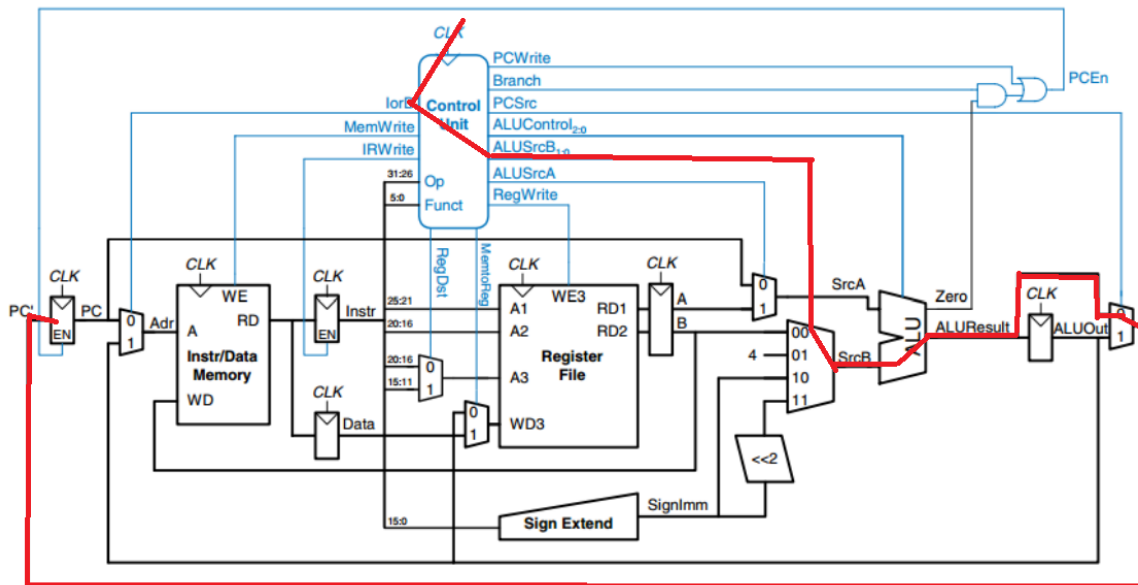 CLK
PCWrite
Branch
PCEn
IorD
Control
Unit
PCSrc
MemWrite
ALUControl2:0
IRWrite
ALUSrcB1:0
31:26
Op
ALUSrcA
5:0
Funct
RegWrite
RegDst
MemtoReg
CLK
CLK
CLK
CLK
CLK
PC'
EN
PC
0
1
Adr
WE
A
RD
Instr/Data
Memory
WD
EN
Instr
CLK
Data
25:21
20:16
20:16
15:11
0
1
0
1
A1
A2
A3
WD3
WE3
RD1
RD2
Register
File
A
B
0
1
SrcA
00
4
01
10
11
SrcB
<<2
ALU
Zero
ALUResult
CLK
ALUOut
0
1
15:0
Sign Extend
SignImm